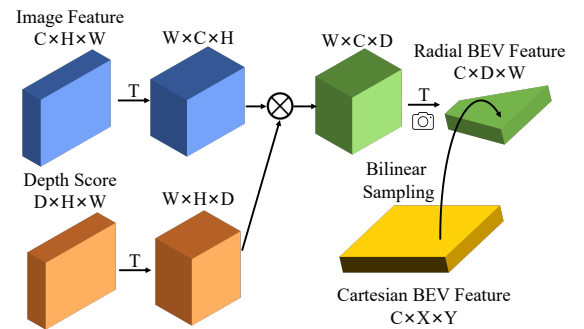 Image Feature
C×H×W
W×C×H
W×C×D
Radial BEV Feature
C×D×W
T
T
Bilinear
Sampling
Depth Score
D×H×W
W×H×D
T
Cartesian BEV Feature
C×X×Y